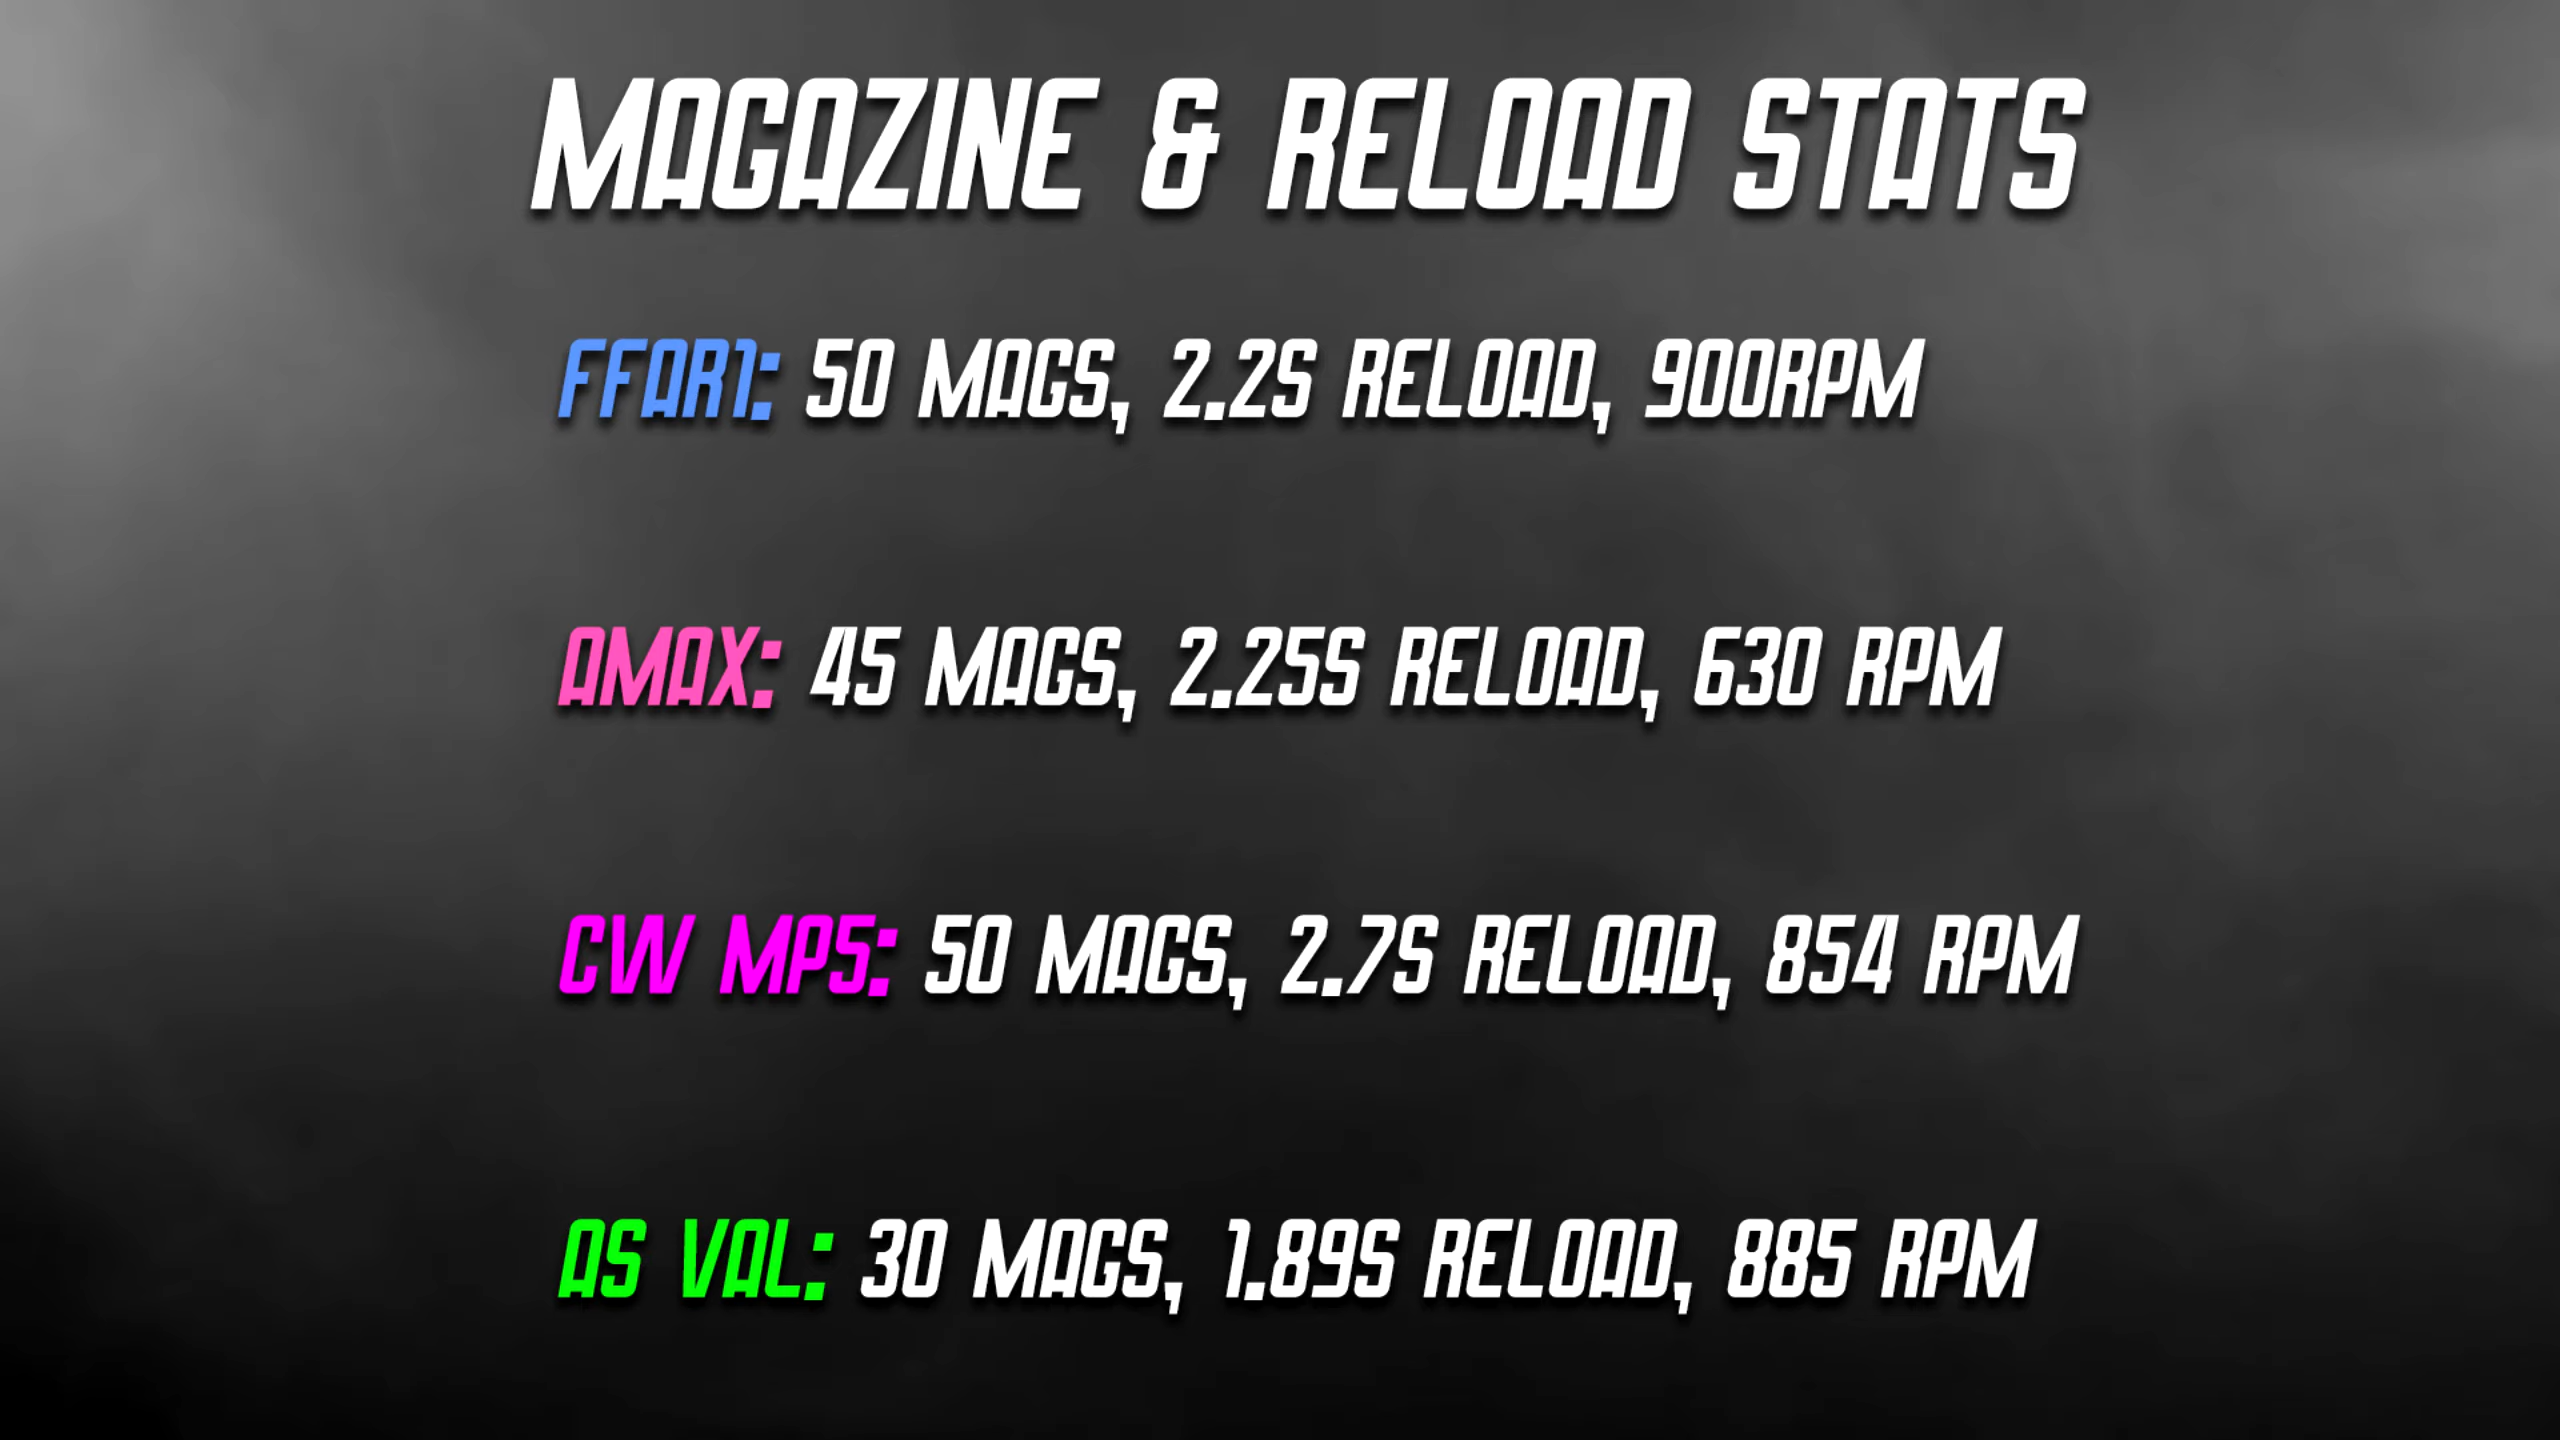 MAGAZINE & RELOAD STATS
FFAR1: 50 MAGS, 2.2S RELOAD, 900RPM
AMAX: 45 MAGS, 2.25S RELOAD, 630 RPM
CW MP5: 50 MAGS, 2.7S RELOAD, 854 RPM
AS VAL: 30 MAGS, 1.89S RELOAD, 885 RPM